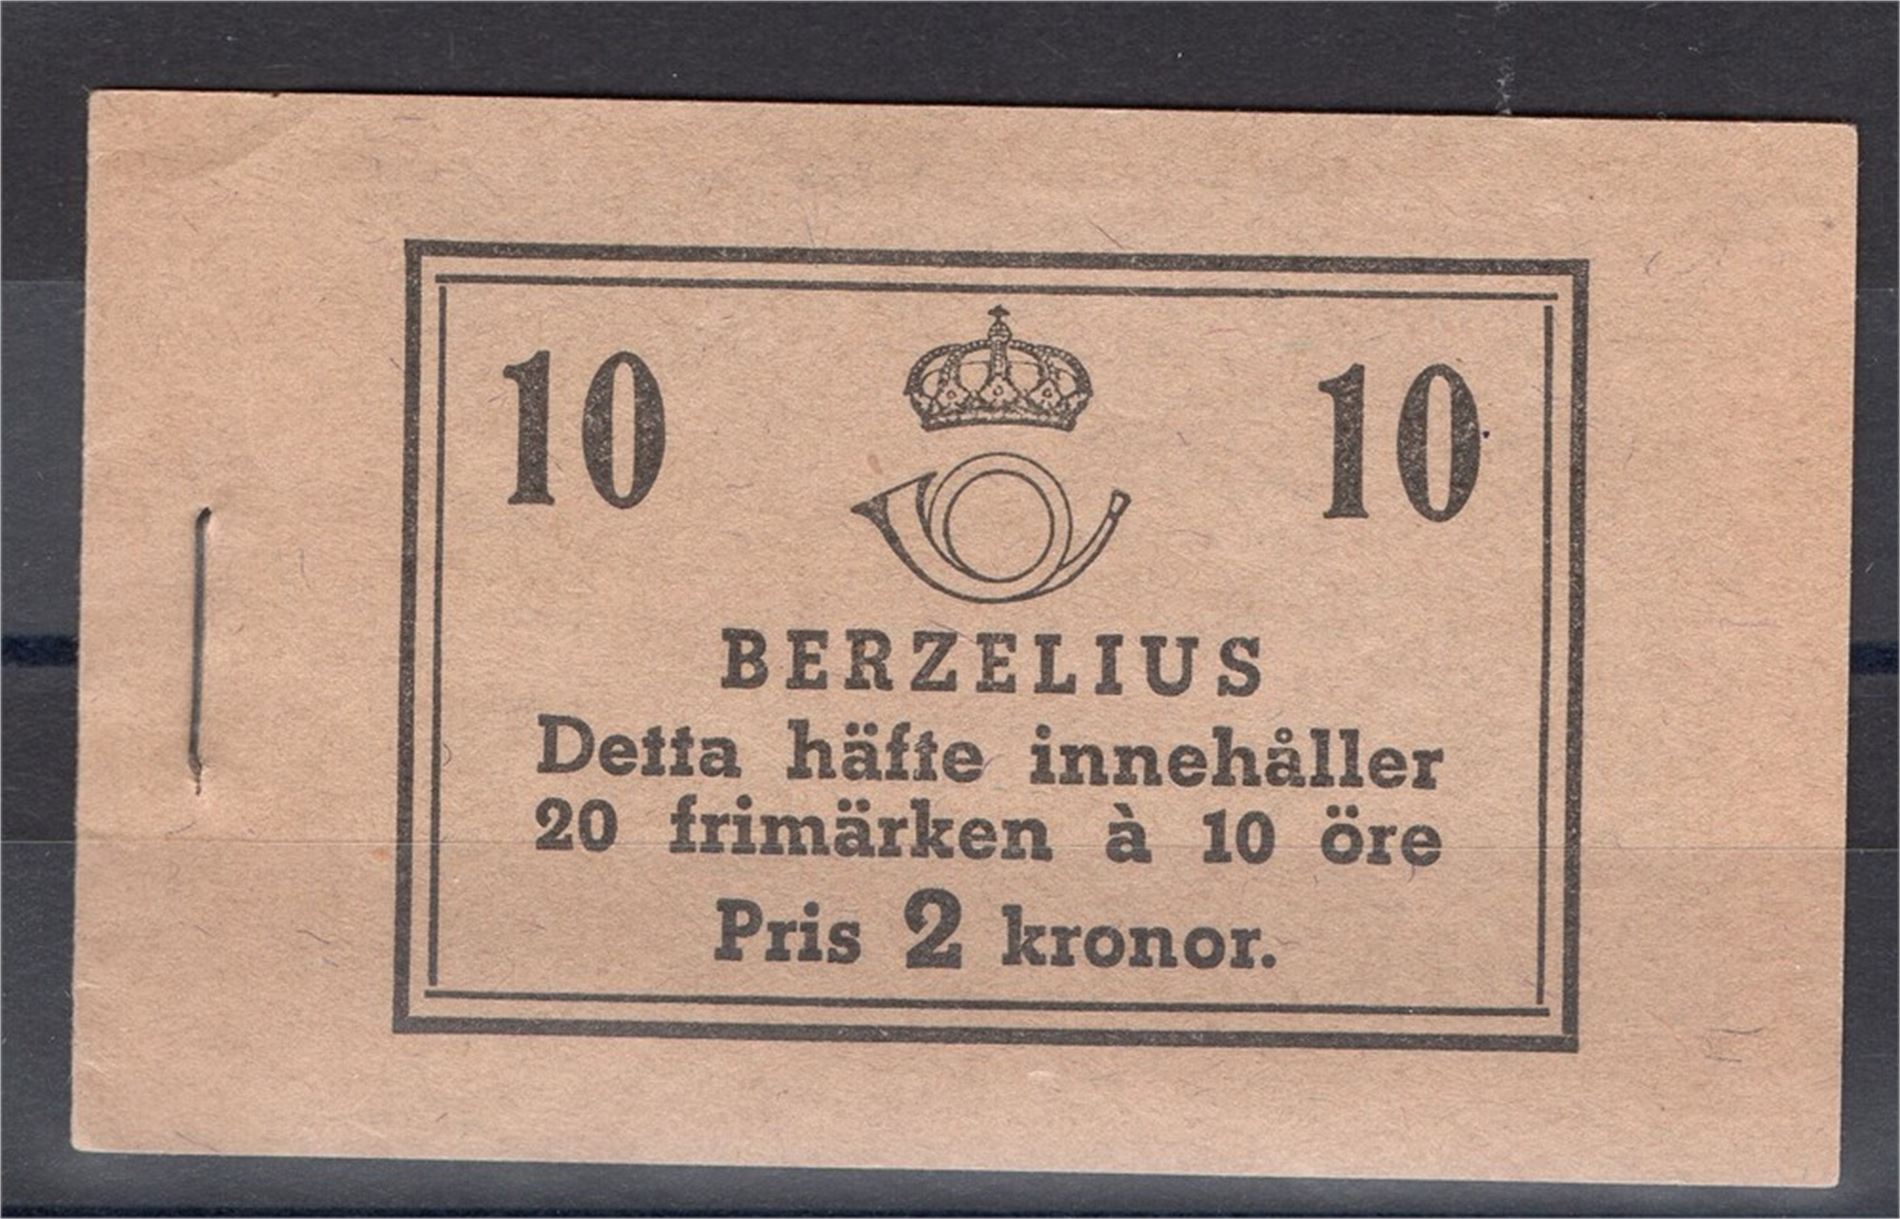 10 10
BERZELIUS
Detta häfte innehåller
20 frimärken à 10 öre
Pris 2 kronor.